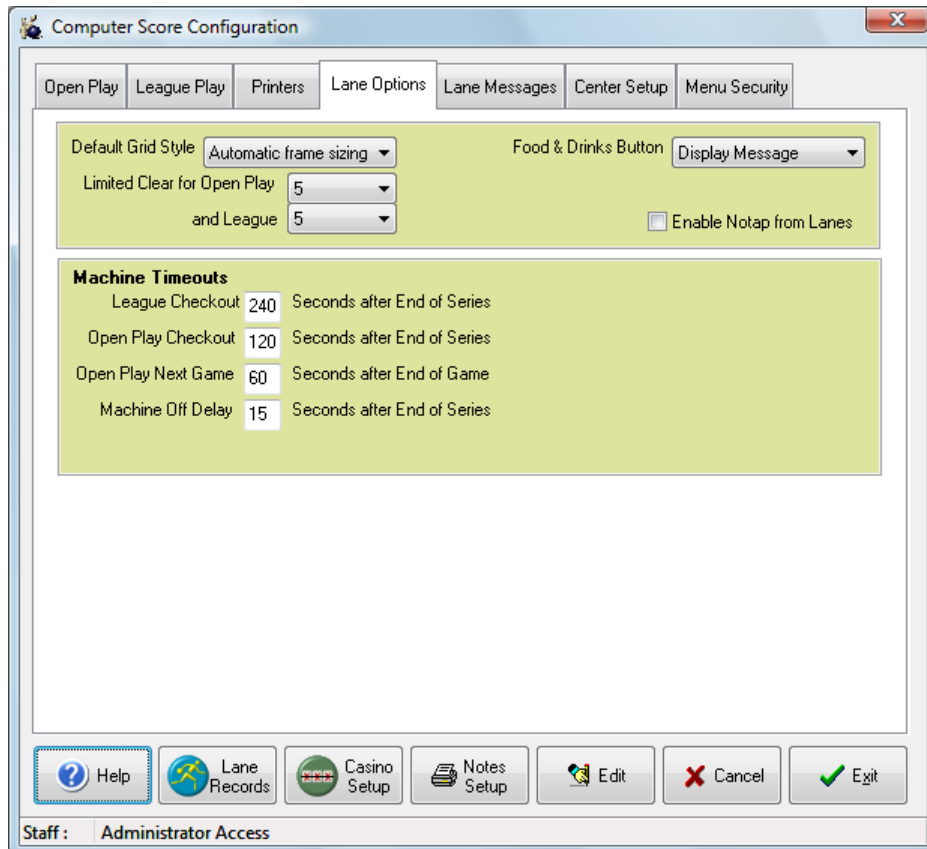 Computer Score Configuration
X
Open Play League Play Printers Lane Options Lane Messages Center Setup Menu Security
Default Grid Style Automatic frame sizing Food & Drinks Button Display Message
Limited Clear for Open Play 5
and League 5 Enable Notap from Lanes
Machine Timeouts
League Checkout 240 Seconds after End of Series
Open Play Checkout 120 Seconds after End of Series
Open Play Next Game 60 Seconds after End of Game
Machine Off Delay 15 Seconds after End of Series
? Help Lane Records Casino Setup Notes Setup Edit Cancel Exit
Staff : Administrator Access